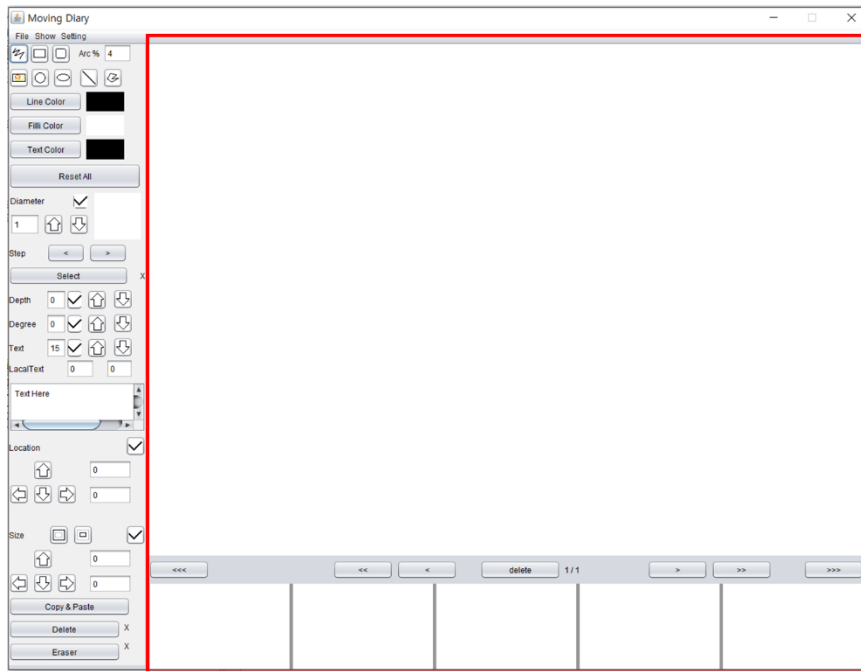 Moving Diary
File Show Setting
Arc % 4
Line Color
Filli Color
Text Color
Reset All
Diameter
1
Step < >
Select X
Depth 0
Degree 0
Text 15
LacalText 0 0
Text Here
Location
0
0
Size
0
0
Copy & Paste
Delete X
Eraser X
<<< << < delete 1 / 1 > >> >>>